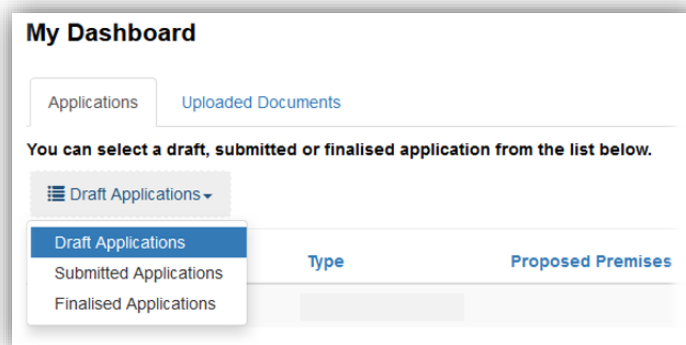 My Dashboard
Applications Uploaded Documents
You can select a draft, submitted or finalised application from the list below.
Draft Applications
Draft Applications
Submitted Applications
Type Proposed Premises
Finalised Applications